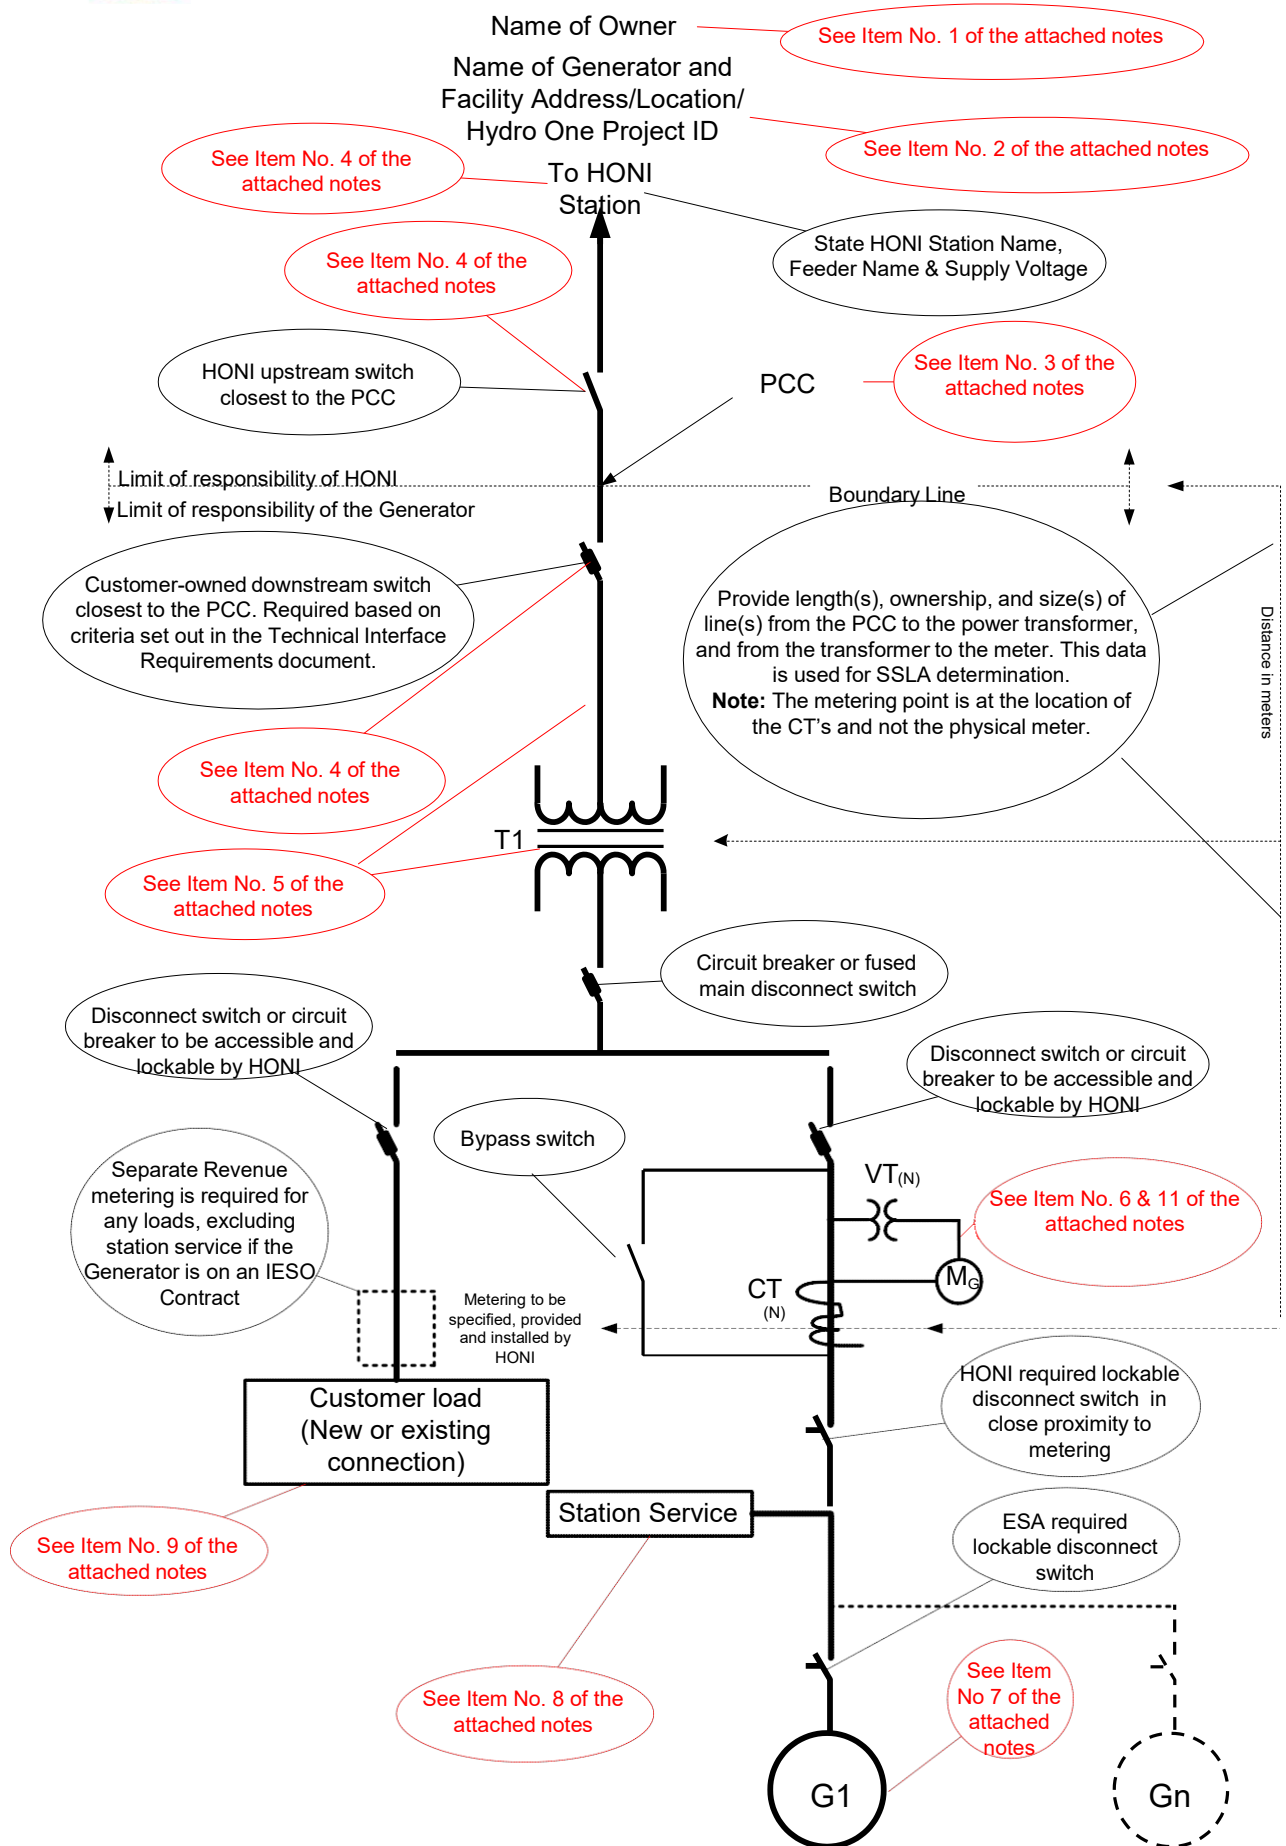 Name of Owner
See Item No. 1 of the attached notes
Name of Generator and
Facility Address/Location/
Hydro One Project ID
See Item No. 2 of the attached notes
See Item No. 4 of the
attached notes
To HONI
Station
State HONI Station Name,
Feeder Name & Supply Voltage
See Item No. 4 of the
attached notes
HONI upstream switch
closest to the PCC
PCC
See Item No. 3 of the
attached notes
Limit of responsibility of HONI
Limit of responsibility of the Generator
Boundary Line
Customer-owned downstream switch
closest to the PCC. Required based on
criteria set out in the Technical Interface
Requirements document.
Provide length(s), ownership, and size(s) of
line(s) from the PCC to the power transformer,
and from the transformer to the meter. This data
is used for SSLA determination.
Note: The metering point is at the location of
the CT's and not the physical meter.
Distance in meters
See Item No. 4 of the
attached notes
T1
See Item No. 5 of the
attached notes
Circuit breaker or fused
main disconnect switch
Disconnect switch or circuit
breaker to be accessible and
lockable by HONI
Disconnect switch or circuit
breaker to be accessible and
lockable by HONI
Bypass switch
Separate Revenue
metering is required for
any loads, excluding
station service if the
Generator is on an IESO
Contract
VT(N)
See Item No. 6 & 11 of the
attached notes
MG
CT
(N)
Metering to be
specified, provided
and installed by
HONI
HONI required lockable
disconnect switch in
close proximity to
metering
Customer load
(New or existing
connection)
Station Service
ESA required
lockable disconnect
switch
See Item No. 9 of the
attached notes
See Item No. 8 of the
attached notes
See Item
No 7 of the
attached
notes
G1
Gn